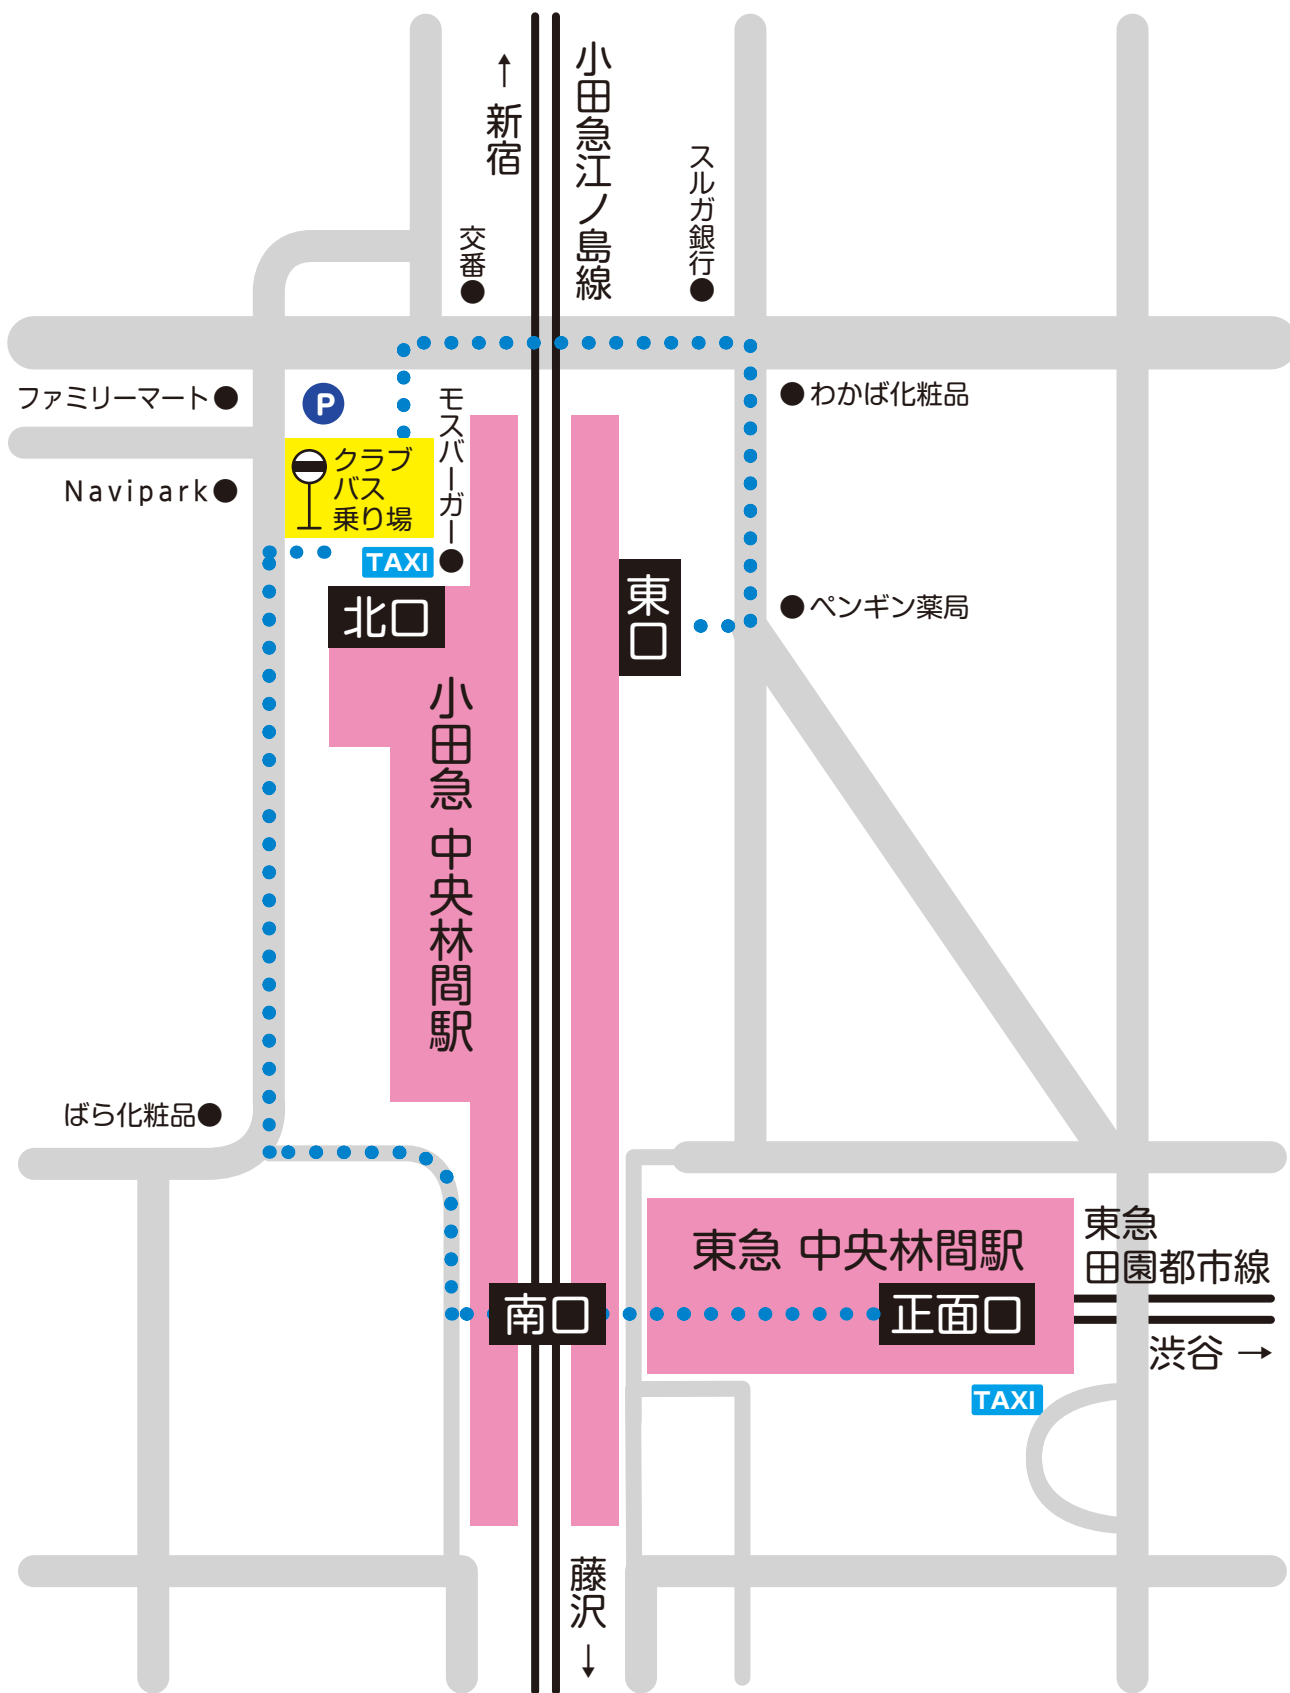 ↑新宿
小田急江ノ島線
スルガ銀行
交番
ファミリーマート
P
モスバーガー
わかば化粧品
クラブ
バス
乗り場
Navipark
TAXI
北口
東口
ペンギン薬局
小田急 中央林間駅
ばら化粧品
東急 中央林間駅
東急
田園都市線
南口
正面口
渋谷→
TAXI
藤沢↓